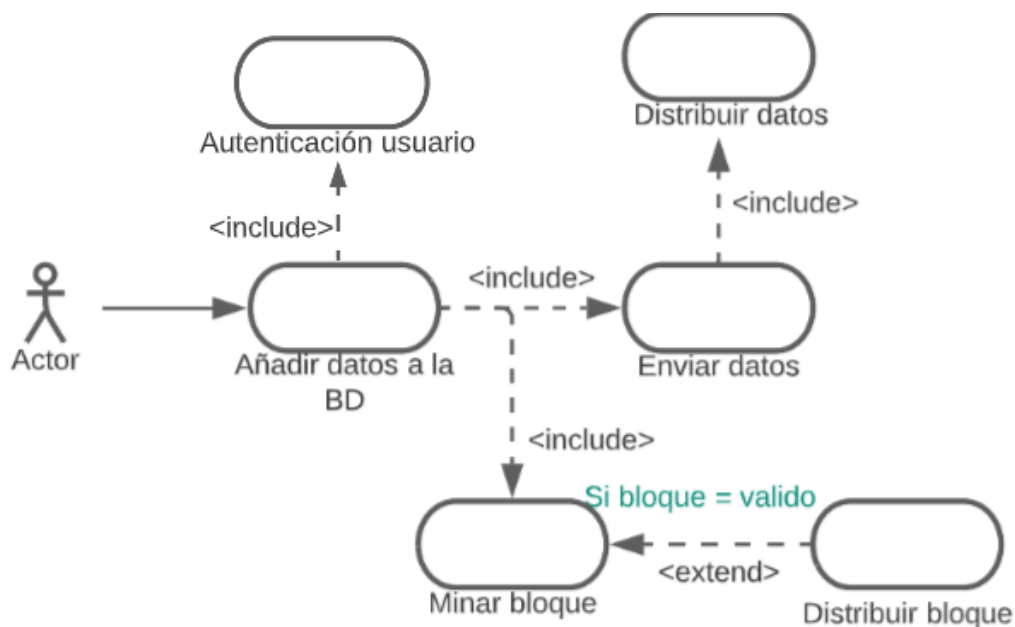 Distribuir datos
Autenticación usuario
<include>
<include>
<include>
Actor
Añadir datos a la
BD
Enviar datos
<include>
Si bloque = valido
<extend>
Minar bloque
Distribuir bloque